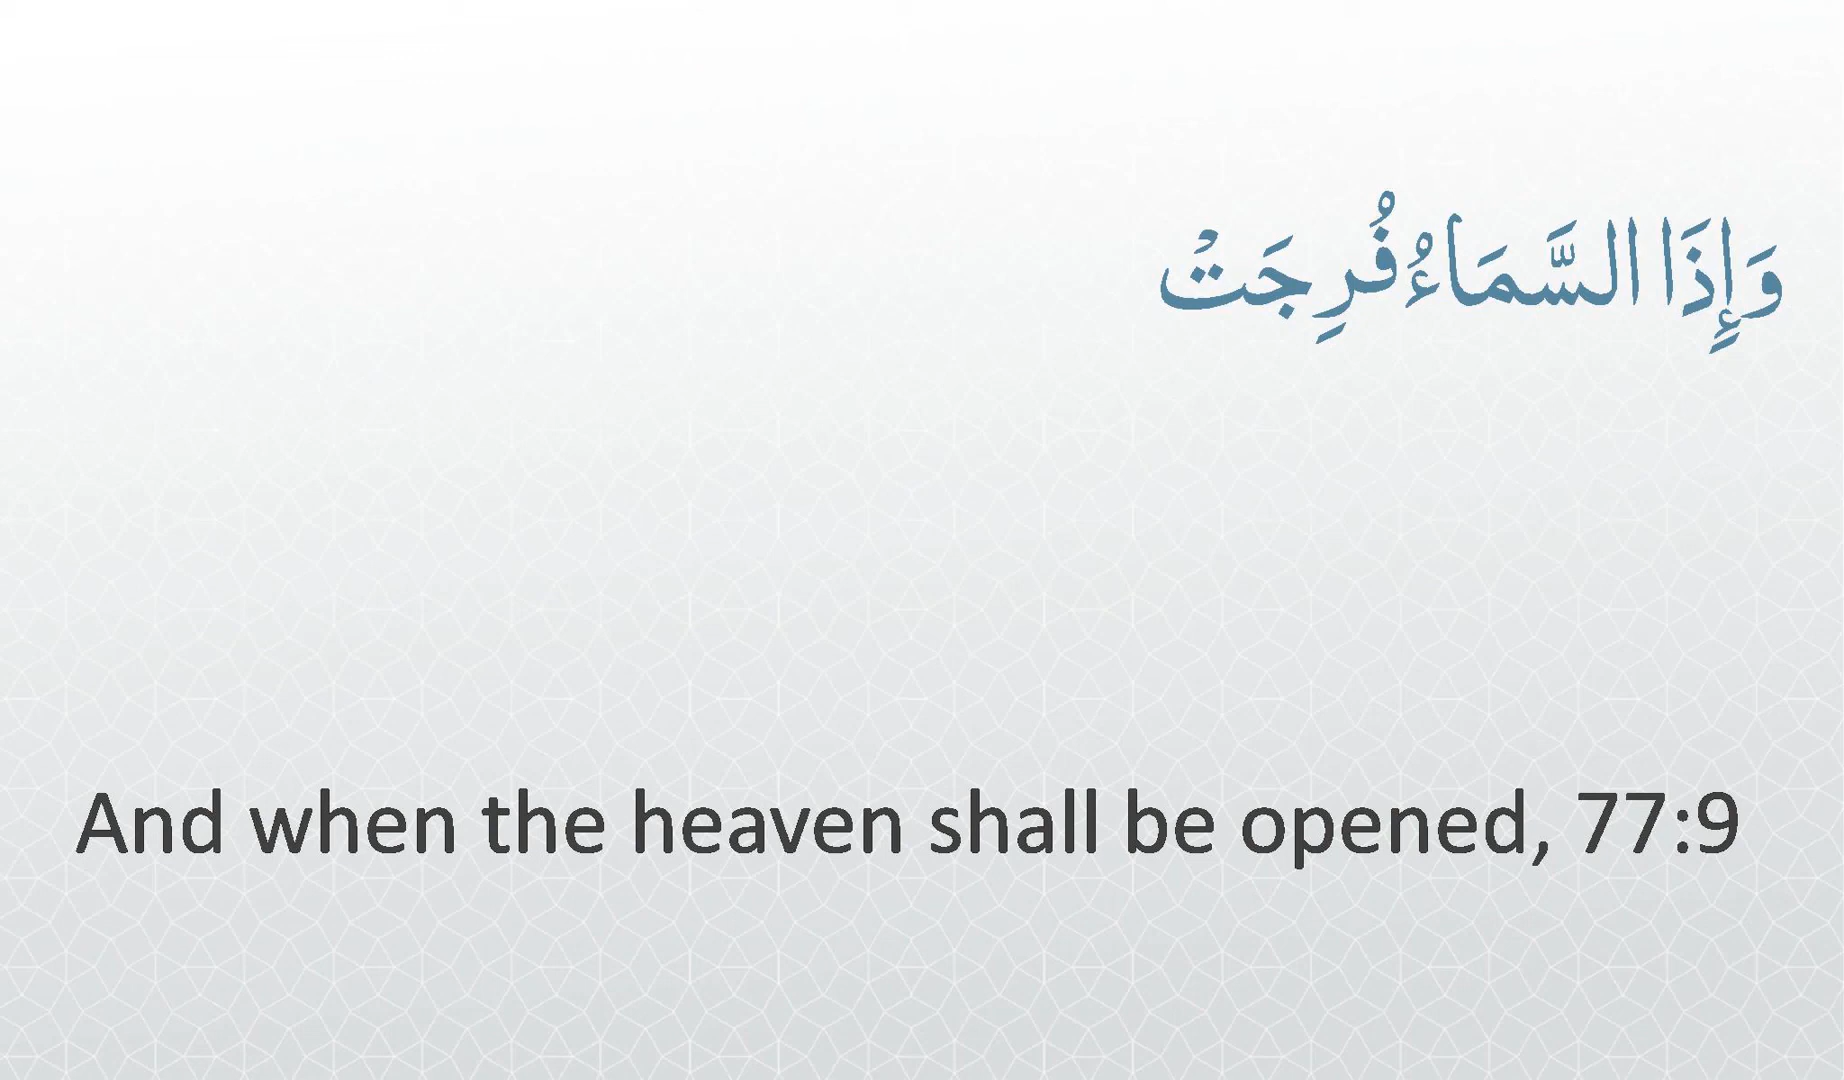 وَإِذَا السَّمَاءُ فُرِجَتْ
And when the heaven shall be opened, 77:9